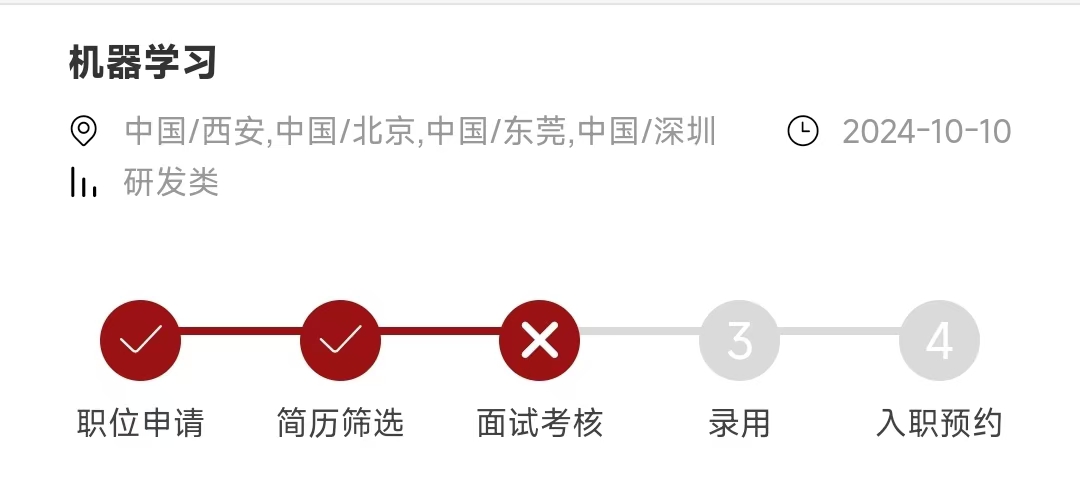 机器学习
中国/西安,中国/北京,中国/东莞,中国/深圳 2024-10-10
研发类
3 4
职位申请 简历筛选 面试考核 录用 入职预约